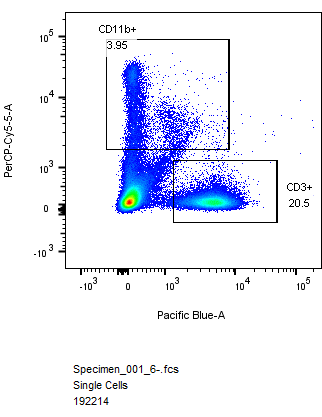 CD11b+
3.95
10^5
10^4
10^3
0
-10^3
PerCP-Cy5-5-A
CD3+
20.5
-10^3
0
10^3
10^4
10^5
Pacific Blue-A
Specimen_001_6-.fcs
Single Cells
192214